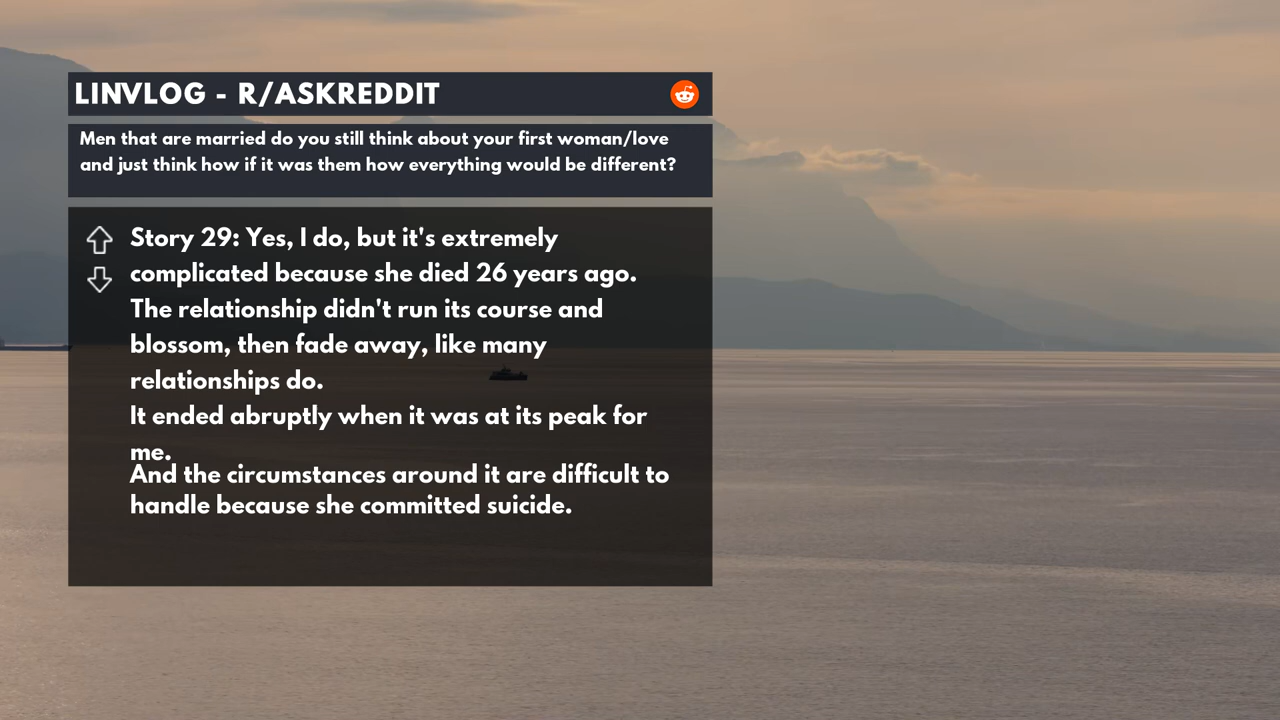 LINVLOG - R/ASKREDDIT
Men that are married do you still think about your first woman/love
and just think how if it was them how everything would be different?
Story 29: Yes, I do, but it's extremely
complicated because she died 26 years ago.
The relationship didn't run its course and
blossom, then fade away, like many
relationships do.
It ended abruptly when it was at its peak for
me.
And the circumstances around it are difficult to
handle because she committed suicide.